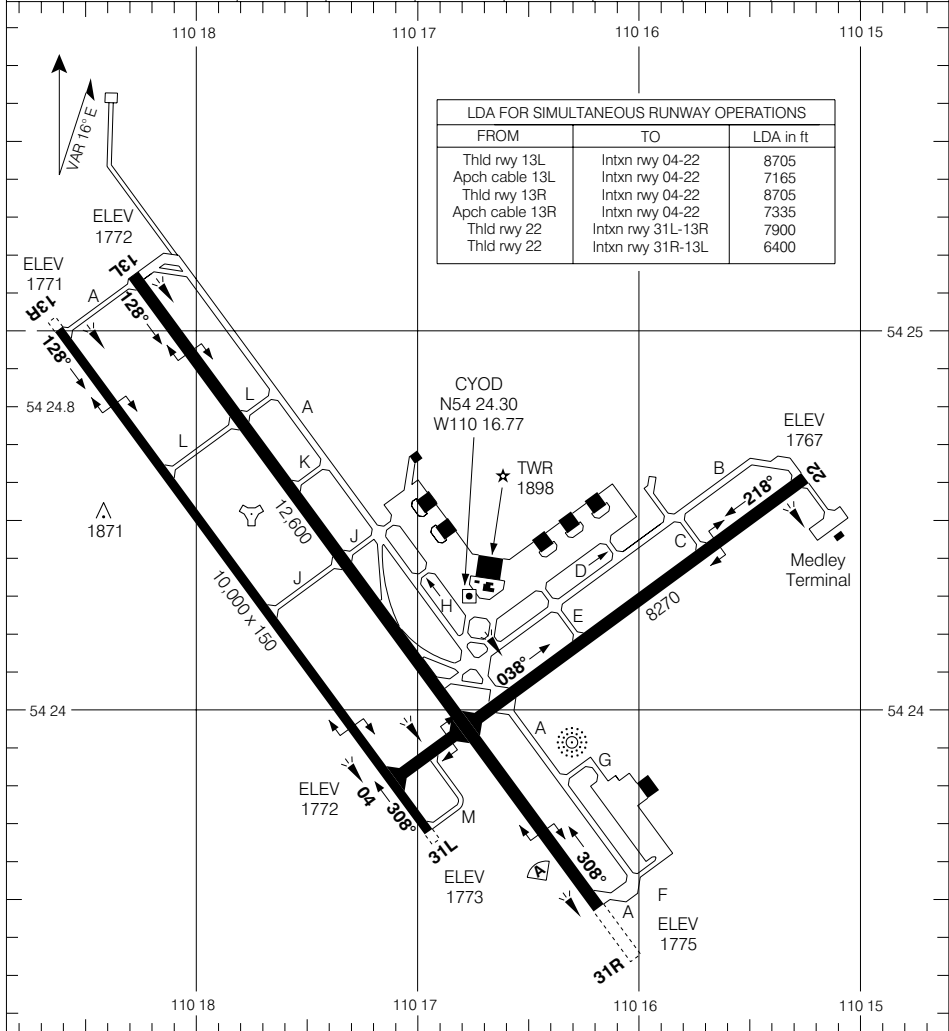 110 18
110 17
110 16
110 15
VAR 16° E
LDA FOR SIMULTANEOUS RUNWAY OPERATIONS
FROM TO LDA in ft
Thld rwy 13L Intxn rwy 04-22 8705
Apch cable 13L Intxn rwy 04-22 7165
Thld rwy 13R Intxn rwy 04-22 8705
Apch cable 13R Intxn rwy 04-22 7335
Thld rwy 22 Intxn rwy 31L-13R 7900
Thld rwy 22 Intxn rwy 31R-13L 6400
ELEV
1772
13L
ELEV
1771
13R
A
128°
128°
54 25
54 24.8
L
L
A
K
CYOD
N54 24.30
W110 16.77
TWR
1898
ELEV
1767
22
B
218°
C
Medley
Terminal
1871
12,600
J
J
D
H
E
8270
10,000 x 150
038°
54 24
54 24
A
G
ELEV
1772
04
308°
M
31L
ELEV
1773
A
308°
F
A
ELEV
1775
31R
110 18
110 17
110 16
110 15